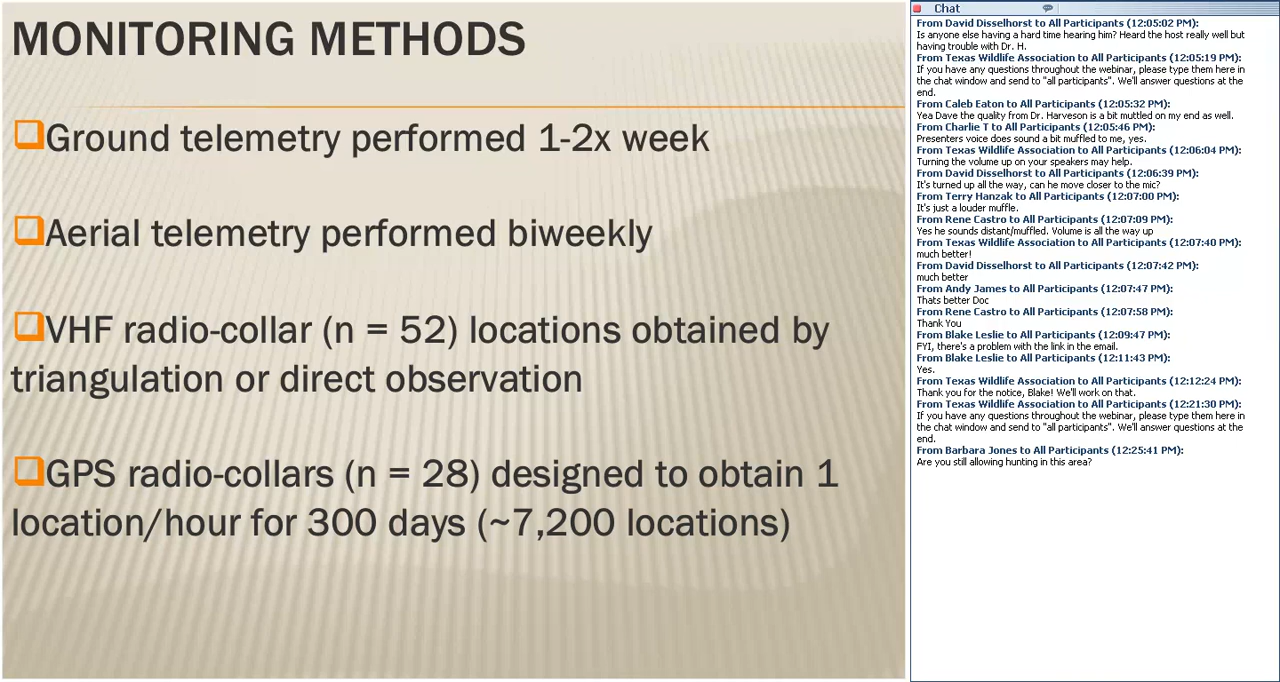 MONITORING METHODS
Ground telemetry performed 1-2x week
Aerial telemetry performed biweekly
VHF radio-collar (n = 52) locations obtained by
triangulation or direct observation
GPS radio-collars (n = 28) designed to obtain 1
location/hour for 300 days (~7,200 locations)
Chat
From David Disselhorst to All Participants (12:05:02 PM):
Is anyone else having a hard time hearing him? Heard the host really well but
having trouble with Dr. H.
From Texas Wildlife Association to All Participants (12:05:19 PM):
If you have any questions throughout the webinar, please type them here in
the chat window and send to "all participants". We'll answer questions at the
end.
From Caleb Eaton to All Participants (12:05:32 PM):
Yea Dave the quality from Dr. Harveson is a bit muttled on my end as well.
From Charlie T to All Participants (12:05:46 PM):
Presenters voice does sound a bit muffled to me, yes.
From Texas Wildlife Association to All Participants (12:06:04 PM):
Turning the volume up on your speakers may help.
From David Disselhorst to All Participants (12:06:39 PM):
It's turned up all the way, can he move closer to the mic?
From Terry Hanzak to All Participants (12:07:00 PM):
It's just a louder muffle.
From Rene Castro to All Participants (12:07:09 PM):
Yes he sounds distant/muffled. Volume is all the way up
From Texas Wildlife Association to All Participants (12:07:40 PM):
much better!
From David Disselhorst to All Participants (12:07:42 PM):
much better
From Andy James to All Participants (12:07:47 PM):
Thats better Doc
From Rene Castro to All Participants (12:07:58 PM):
Thank You
From Blake Leslie to All Participants (12:09:47 PM):
FYI, there's a problem with the link in the email.
From Blake Leslie to All Participants (12:11:43 PM):
Yes.
From Texas Wildlife Association to All Participants (12:12:24 PM):
Thank you for the notice, Blake! We'll work on that.
From Texas Wildlife Association to All Participants (12:21:30 PM):
If you have any questions throughout the webinar, please type them here in
the chat window and send to "all participants". We'll answer questions at the
end.
From Barbara Jones to All Participants (12:25:41 PM):
Are you still allowing hunting in this area?